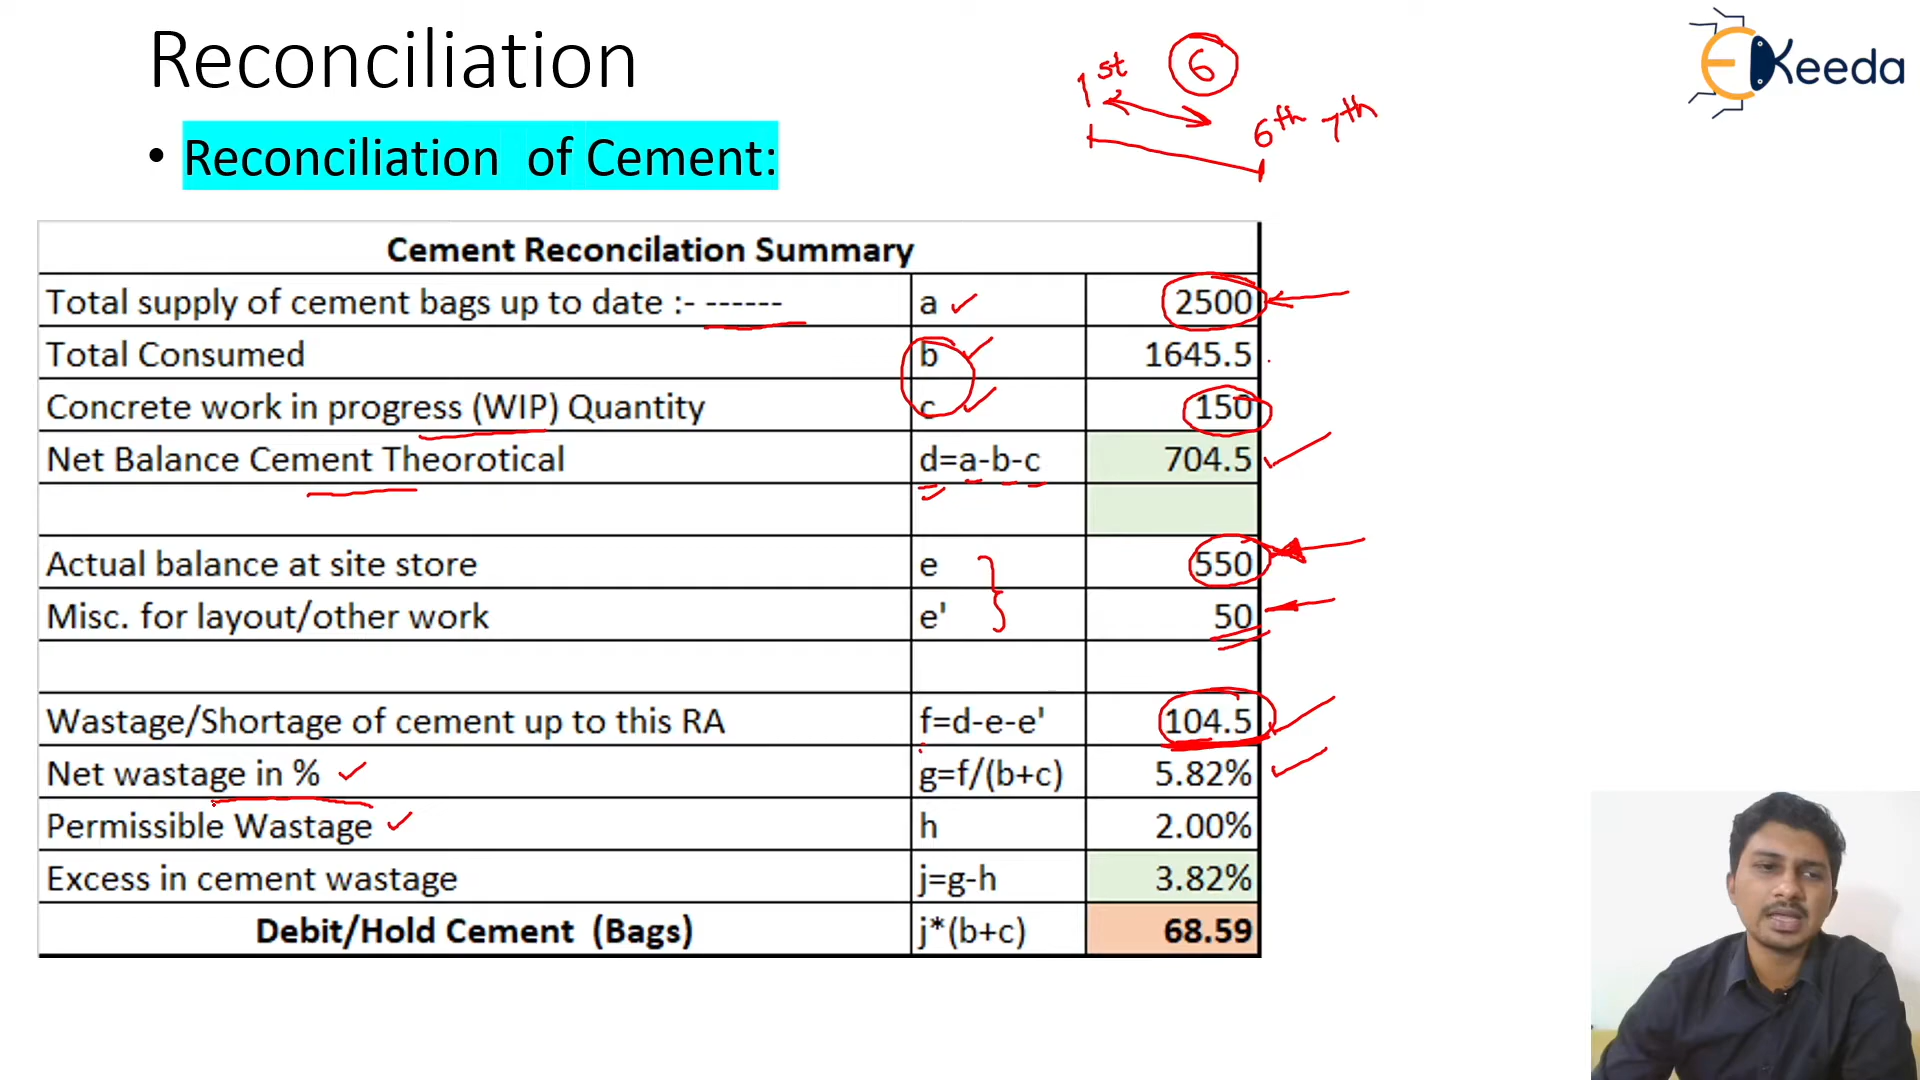 Reconciliation
1st 6
6th 7th
EKeeda
• Reconciliation of Cement:
Cement Reconcilation Summary
Total supply of cement bags up to date :- ------ a 2500
Total Consumed b 1645.5
Concrete work in progress (WIP) Quantity c 150
Net Balance Cement Theorotical d=a-b-c 704.5
Actual balance at site store e 550
Misc. for layout/other work e' 50
Wastage/Shortage of cement up to this RA f=d-e-e' 104.5
Net wastage in % g=f/(b+c) 5.82%
Permissible Wastage h 2.00%
Excess in cement wastage j=g-h 3.82%
Debit/Hold Cement (Bags) j*(b+c) 68.59